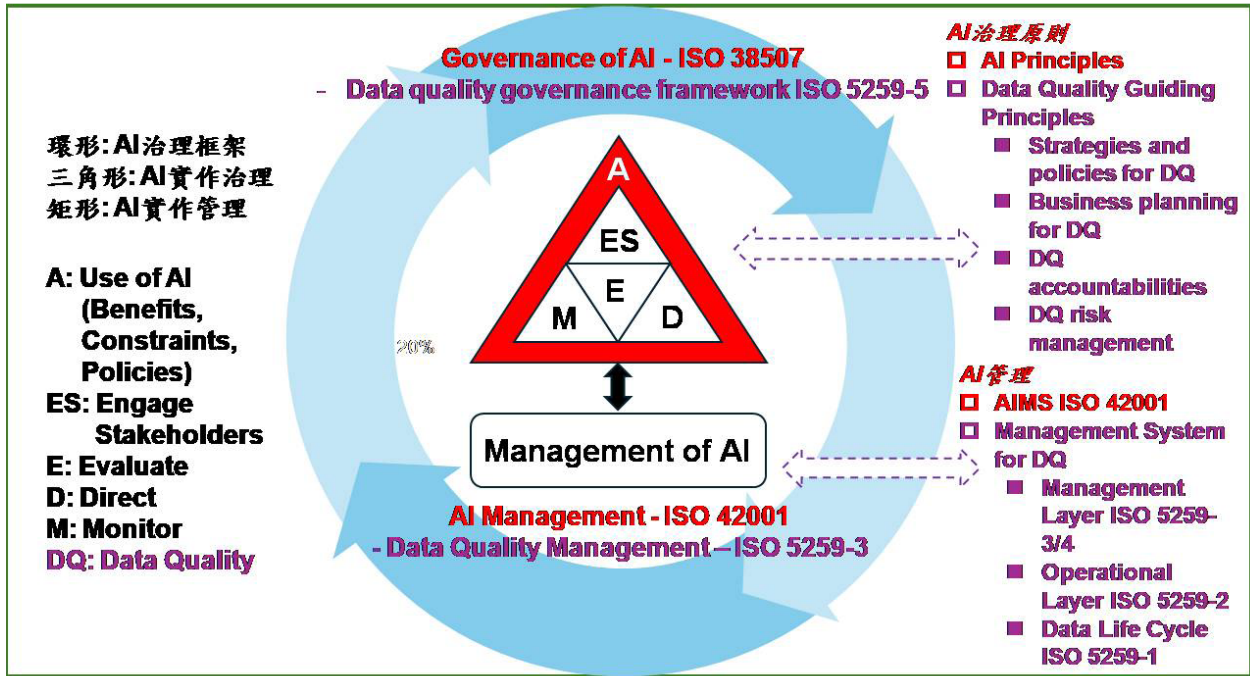 Governance of AI - ISO 38507
- Data quality governance framework ISO 5259-5
環形: AI治理框架
三角形: AI實作治理
矩形: AI實作管理
A: Use of AI
(Benefits,
Constraints,
Policies)
ES: Engage
Stakeholders
E: Evaluate
D: Direct
M: Monitor
DQ: Data Quality
A
ES
E
M
D
20%
Management of AI
AI Management - ISO 42001
- Data Quality Management – ISO 5259-3
AI治理原則
AI Principles
Data Quality Guiding
Principles
Strategies and
policies for DQ
Business planning
for DQ
DQ
accountabilities
DQ risk
management
AI管理
AIMS ISO 42001
Management System
for DQ
Management
Layer ISO 5259-
3/4
Operational
Layer ISO 5259-2
Data Life Cycle
ISO 5259-1